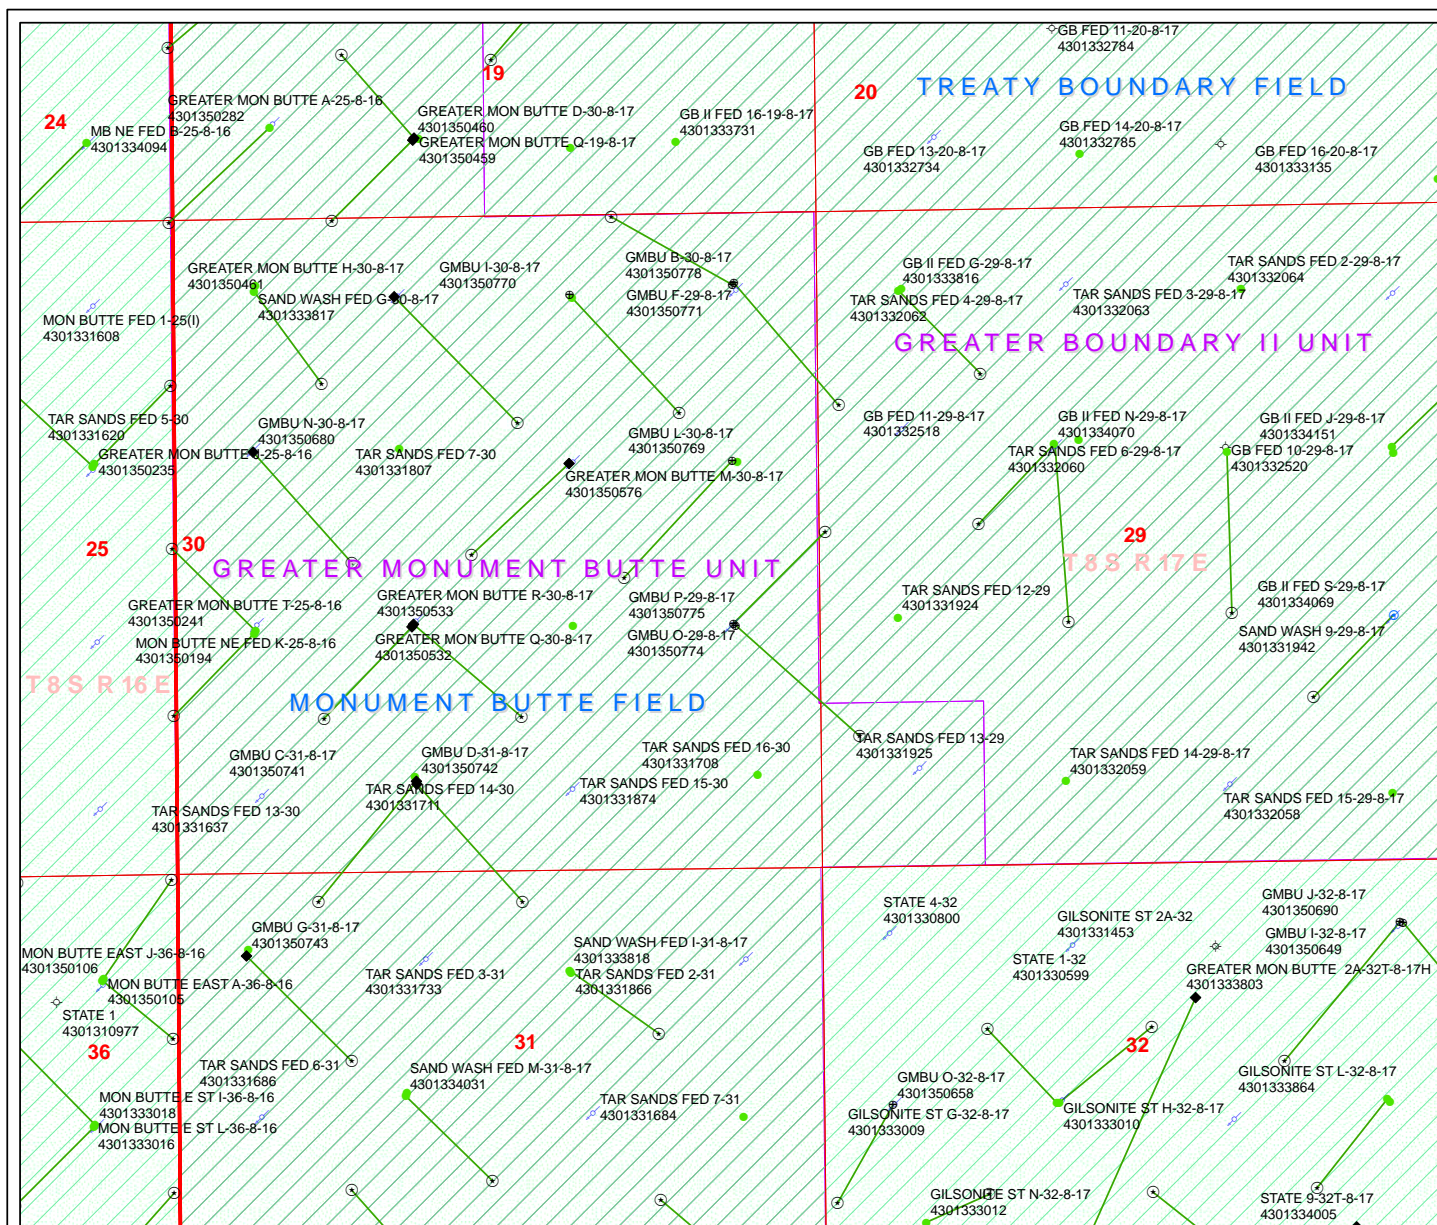 GB FED 11-20-8-17
4301332784
19
20
TREATY BOUNDARY FIELD
GREATER MON BUTTE A-25-8-16
4301350282
24
MB NE FED B-25-8-16
4301334094
GREATER MON BUTTE D-30-8-17
4301350460
GREATER MON BUTTE Q-19-8-17
4301350459
GB II FED 16-19-8-17
4301333731
GB FED 14-20-8-17
4301332785
GB FED 13-20-8-17
4301332734
GB FED 16-20-8-17
4301333135
GREATER MON BUTTE H-30-8-17
4301350461
SAND WASH FED G-30-8-17
4301333817
GMBU I-30-8-17
4301350770
GMBU B-30-8-17
4301350778
GMBU F-29-8-17
4301350771
GB II FED G-29-8-17
4301333816
TAR SANDS FED 4-29-8-17
4301332062
TAR SANDS FED 3-29-8-17
4301332063
TAR SANDS FED 2-29-8-17
4301332064
MON BUTTE FED 1-25(I)
4301331608
GREATER BOUNDARY II UNIT
TAR SANDS FED 5-30
4301331620
GREATER MON BUTTE J-25-8-16
4301350235
GMBU N-30-8-17
4301350680
TAR SANDS FED 7-30
4301331807
GMBU L-30-8-17
4301350769
GREATER MON BUTTE M-30-8-17
4301350576
GB FED 11-29-8-17
4301332518
GB II FED N-29-8-17
4301334070
TAR SANDS FED 6-29-8-17
4301332060
GB II FED J-29-8-17
4301334151
GB FED 10-29-8-17
4301332520
25
30
29
GREATER MONUMENT BUTTE UNIT
T8S R17E
GREATER MON BUTTE T-25-8-16
4301350241
MON BUTTE NE FED K-25-8-16
4301350194
GREATER MON BUTTE R-30-8-17
4301350533
GREATER MON BUTTE Q-30-8-17
4301350532
GMBU P-29-8-17
4301350775
GMBU O-29-8-17
4301350774
TAR SANDS FED 12-29
4301331924
GB II FED S-29-8-17
4301334069
SAND WASH 9-29-8-17
4301331942
T8S R16E
MONUMENT BUTTE FIELD
GMBU C-31-8-17
4301350741
GMBU D-31-8-17
4301350742
TAR SANDS FED 14-30
4301331711
TAR SANDS FED 16-30
4301331708
TAR SANDS FED 15-30
4301331874
TAR SANDS FED 13-29
4301331925
TAR SANDS FED 14-29-8-17
4301332059
TAR SANDS FED 15-29-8-17
4301332058
TAR SANDS FED 13-30
4301331637
GMBU G-31-8-17
4301350743
STATE 4-32
4301330800
GILSONITE ST 2A-32
4301331453
GMBU J-32-8-17
4301350690
GMBU I-32-8-17
4301350649
STATE 1-32
4301330599
GREATER MON BUTTE  2A-32T-8-17H
4301333803
MON BUTTE EAST J-36-8-16
4301350106
MON BUTTE EAST A-36-8-16
4301350105
STATE 1
4301310977
TAR SANDS FED 3-31
4301331733
SAND WASH FED I-31-8-17
4301333818
TAR SANDS FED 2-31
4301331866
36
31
32
TAR SANDS FED 6-31
4301331686
SAND WASH FED M-31-8-17
4301334031
MON BUTTE E ST I-36-8-16
4301333018
MON BUTTE E ST L-36-8-16
4301333016
TAR SANDS FED 7-31
4301331684
GMBU O-32-8-17
4301350658
GILSONITE ST G-32-8-17
4301333009
GILSONITE ST H-32-8-17
4301333010
GILSONITE ST L-32-8-17
4301333864
GILSONITE ST N-32-8-17
4301333012
STATE 9-32T-8-17
4301334005